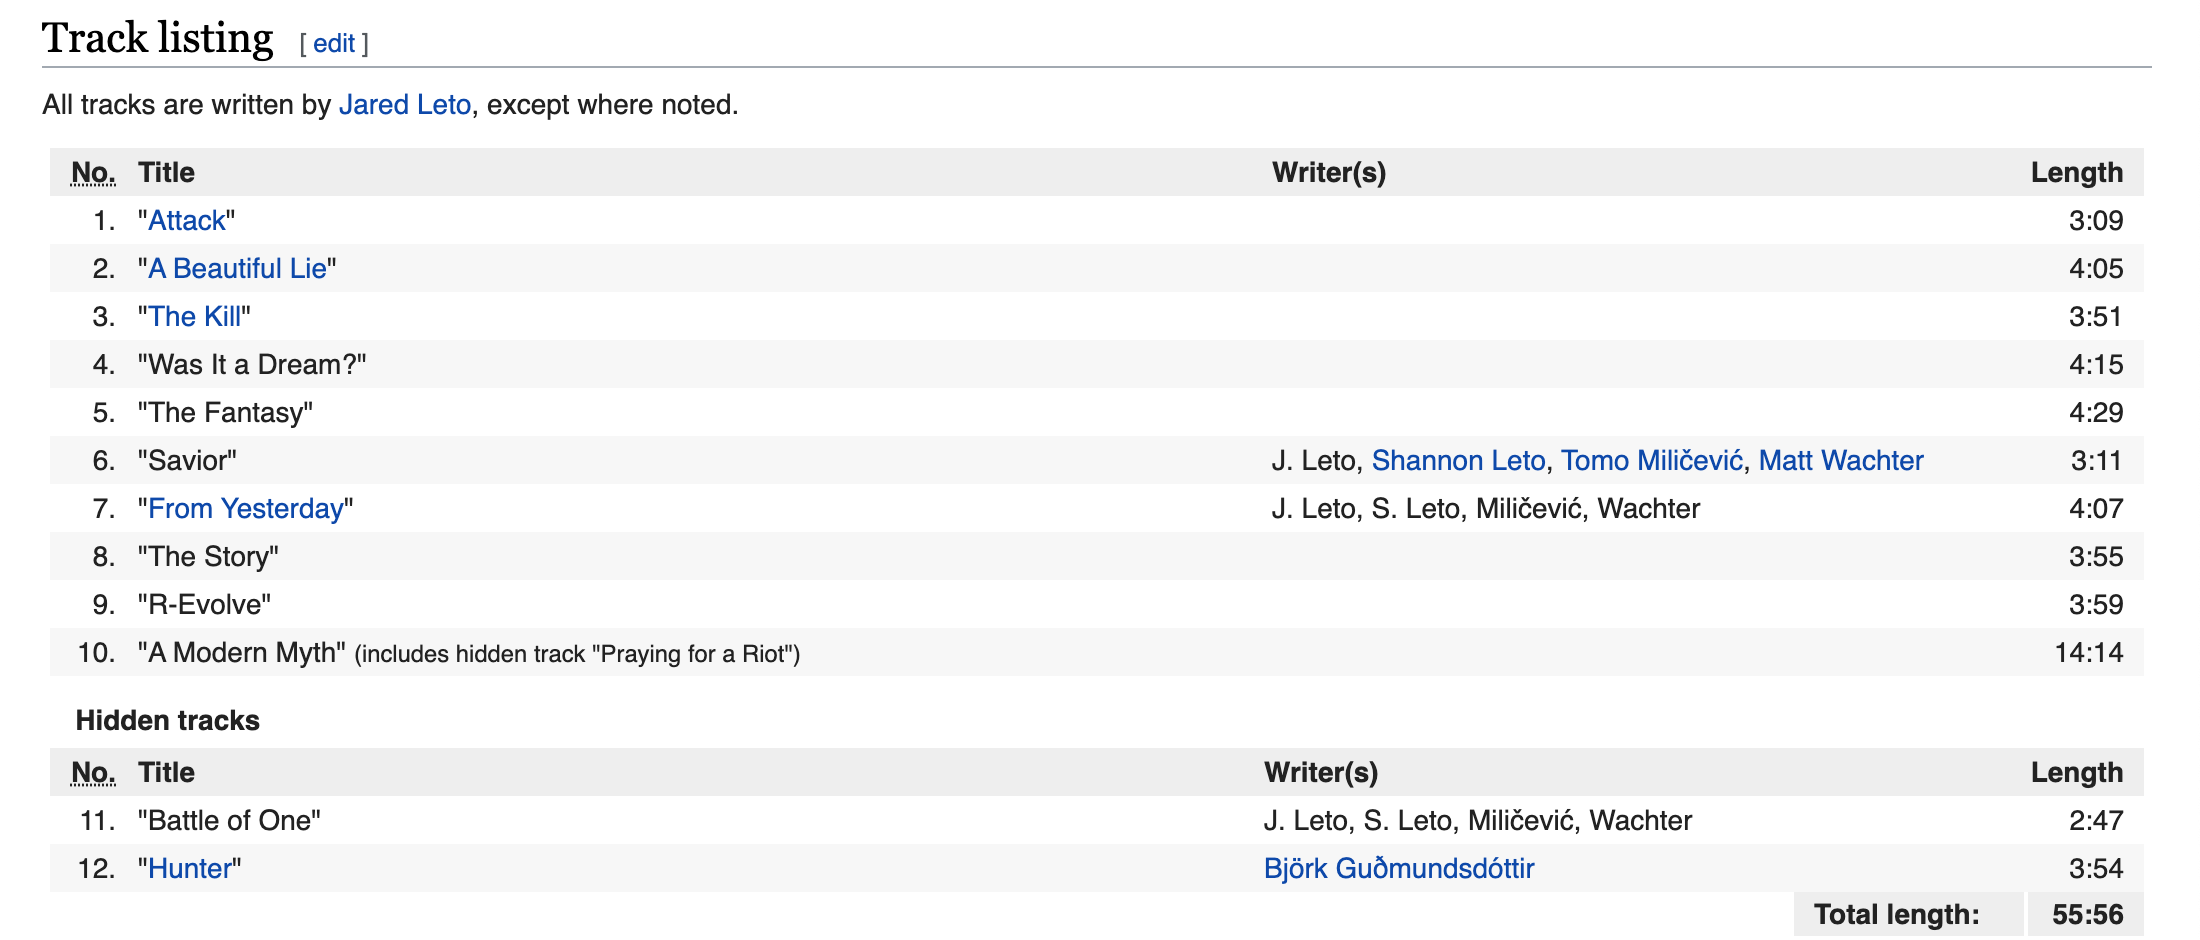 Track listing [ edit ]
All tracks are written by Jared Leto, except where noted.
No. Title Writer(s) Length
1. "Attack" 3:09
2. "A Beautiful Lie" 4:05
3. "The Kill" 3:51
4. "Was It a Dream?" 4:15
5. "The Fantasy" 4:29
6. "Savior" J. Leto, Shannon Leto, Tomo Miličević, Matt Wachter 3:11
7. "From Yesterday" J. Leto, S. Leto, Miličević, Wachter 4:07
8. "The Story" 3:55
9. "R-Evolve" 3:59
10. "A Modern Myth" (includes hidden track "Praying for a Riot") 14:14
Hidden tracks
No. Title Writer(s) Length
11. "Battle of One" J. Leto, S. Leto, Miličević, Wachter 2:47
12. "Hunter" Björk Guðmundsdóttir 3:54
Total length: 55:56